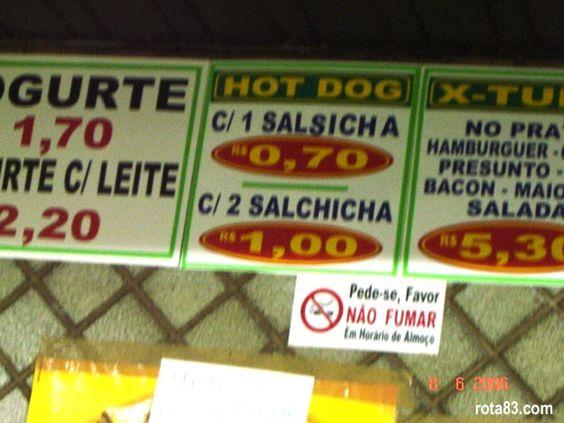 OGURTE
1,70
RTE C/ LEITE
2,20
HOT DOG
C/ 1 SALSICHA
R$ 0,70
C/ 2 SALCHICHA
R$ 1,00
X-TU
NO PRA
HAMBURGUER -
PRESUNTO -
BACON - MAIO
SALADA
R$ 5,30
Pede-se, Favor
NÃO FUMAR
Em Horário de Almoço
6 2006
rota83.com